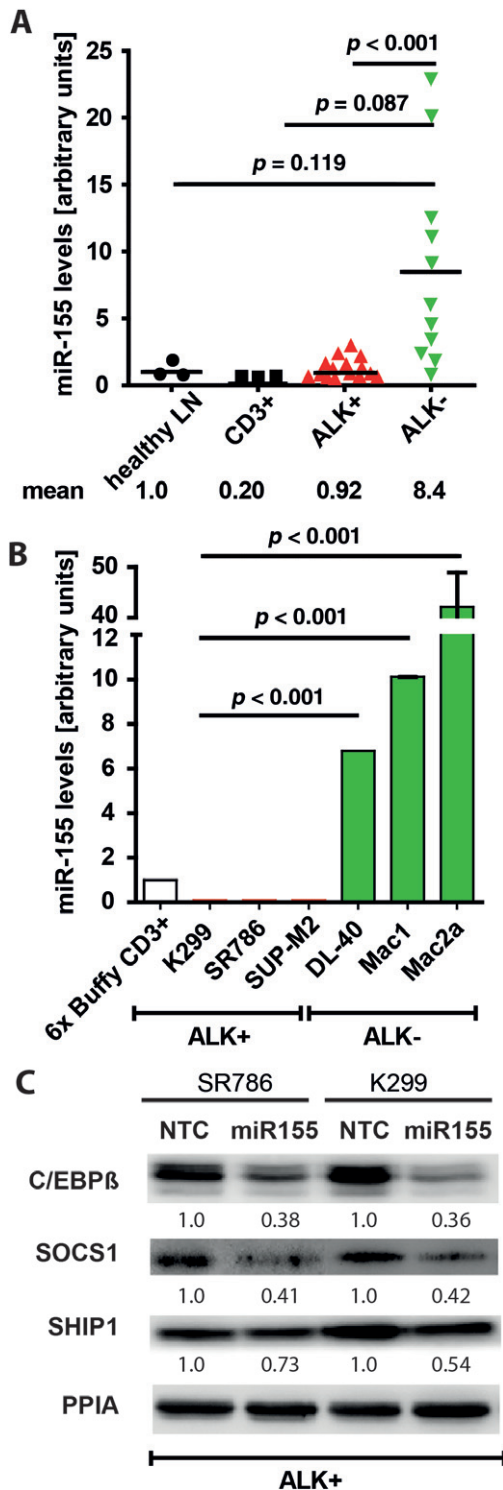 A
miR-155 levels [arbitrary units]
25
20
15
10
5
0
p < 0.001
p = 0.087
p = 0.119
healthy LN
CD3+
ALK+
ALK-
mean 1.0 0.20 0.92 8.4
B
miR-155 levels [arbitrary units]
50
40
12
10
8
6
4
2
0
p < 0.001
p < 0.001
p < 0.001
6x Buffy CD3+
K299
SR786
SUP-M2
DL-40
Mac1
Mac2a
ALK+ ALK-
C
SR786 K299
NTC miR155 NTC miR155
C/EBPß
1.0 0.38 1.0 0.36
SOCS1
1.0 0.41 1.0 0.42
SHIP1
1.0 0.73 1.0 0.54
PPIA
ALK+